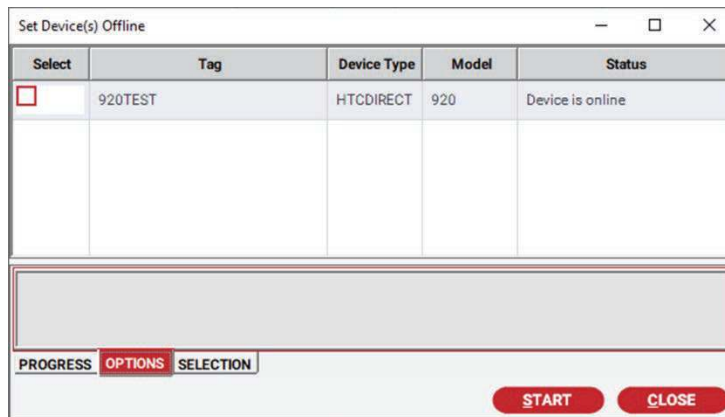 Set Device(s) Offline
Select Tag Device Type Model Status
920TEST HTCDIRECT 920 Device is online
PROGRESS OPTIONS SELECTION
START CLOSE